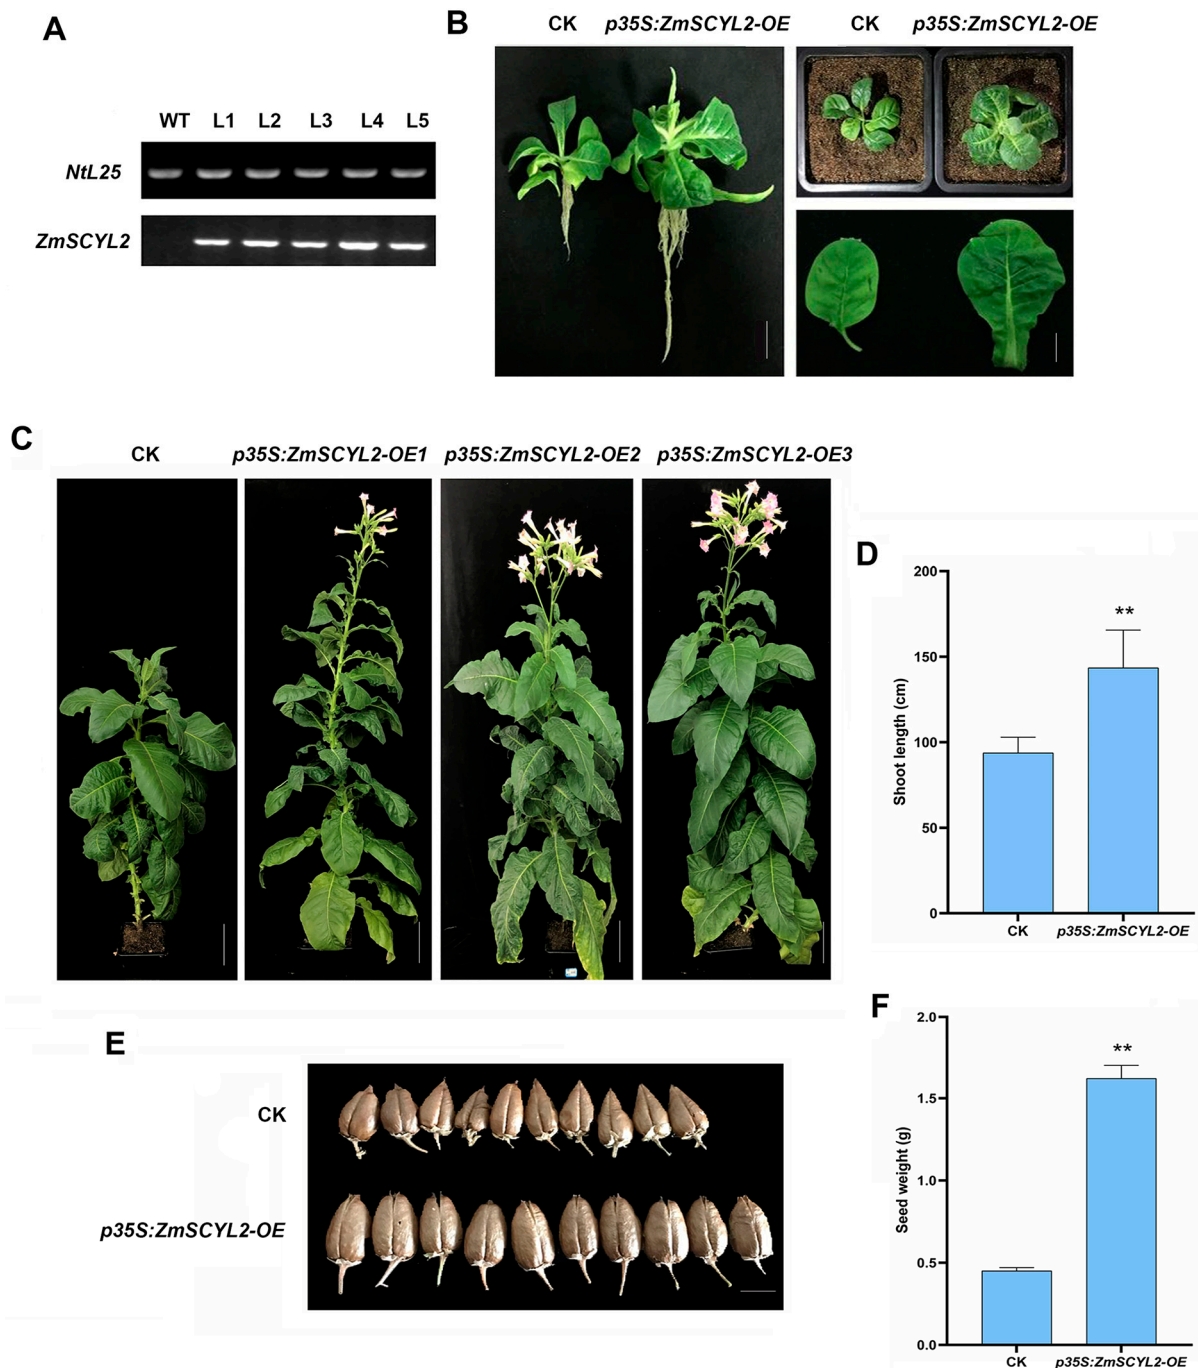 A
WT L1 L2 L3 L4 L5
NtL25
ZmSCYL2
B
CK p35S:ZmSCYL2-OE
CK p35S:ZmSCYL2-OE
C
CK p35S:ZmSCYL2-OE1 p35S:ZmSCYL2-OE2 p35S:ZmSCYL2-OE3
D
200
150
100
50
0
Shoot length (cm)
**
CK p35S:ZmSCYL2-OE
E
CK
p35S:ZmSCYL2-OE
F
2.0
1.5
1.0
0.5
0.0
Seed weight (g)
**
CK p35S:ZmSCYL2-OE